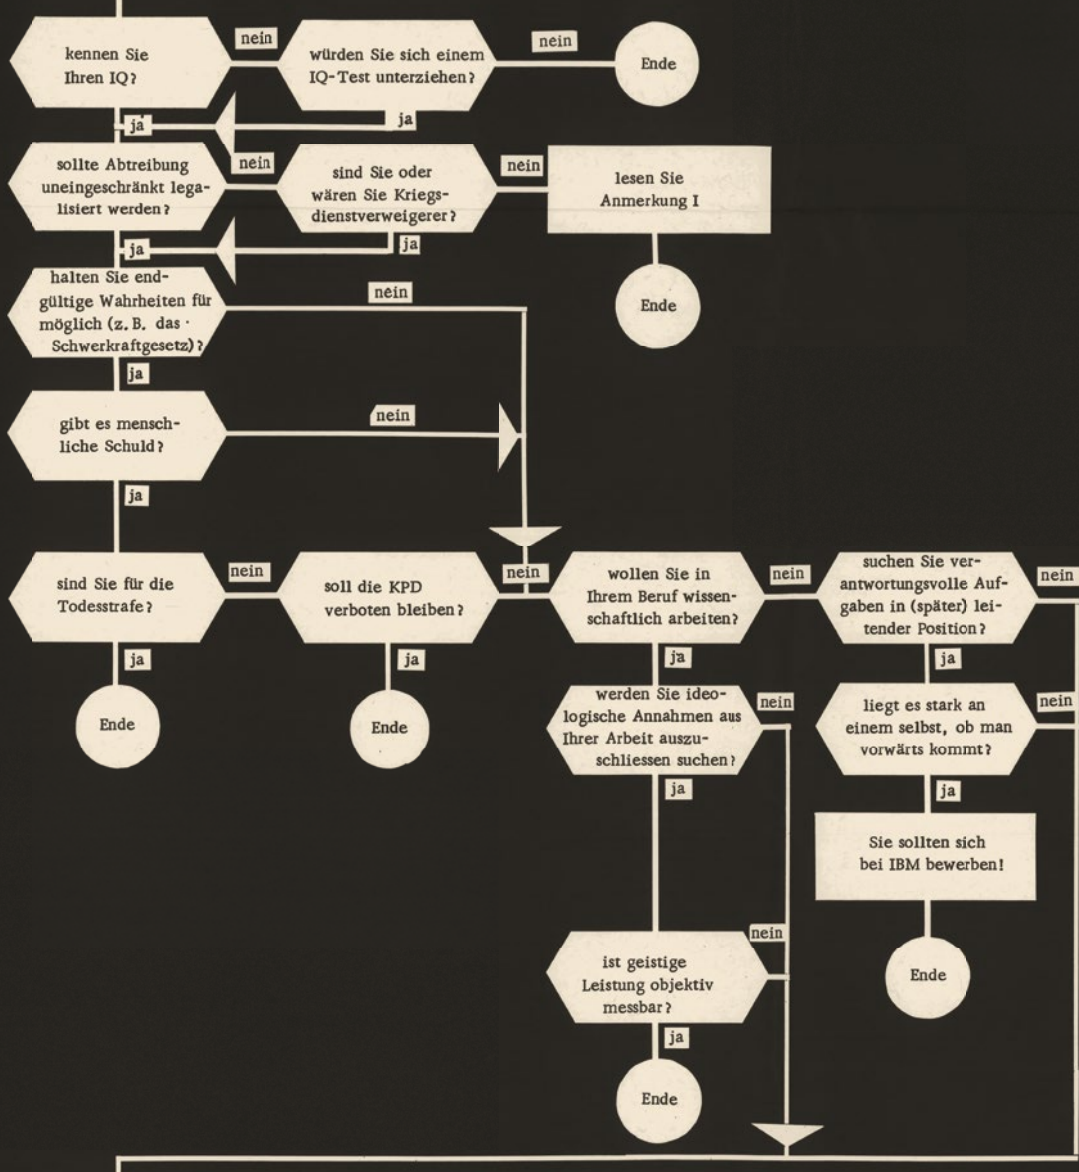 kennen Sie
Ihren IQ?
nein
würden Sie sich einem
IQ-Test unterziehen?
nein
Ende
ja
ja
sollte Abtreibung
uneingeschränkt lega-
lisiert werden?
nein
sind Sie oder
wären Sie Kriegs-
dienstverweigerer?
nein
lesen Sie
Anmerkung I
ja
ja
Ende
halten Sie end-
gültige Wahrheiten für
möglich (z. B. das
Schwerkraftgesetz)?
nein
ja
gibt es mensch-
liche Schuld?
nein
ja
sind Sie für die
Todesstrafe?
nein
soll die KPD
verboten bleiben?
nein
wollen Sie in
Ihrem Beruf wissen-
schaftlich arbeiten?
nein
suchen Sie ver-
antwortungsvolle Auf-
gaben in (später) lei-
tender Position?
nein
ja
Ende
ja
Ende
ja
werden Sie ideo-
logische Annahmen aus
Ihrer Arbeit auszu-
schliessen suchen?
nein
ja
liegt es stark an
einem selbst, ob man
vorwärts kommt?
nein
ja
ja
Sie sollten sich
bei IBM bewerben!
Ende
ist geistige
Leistung objektiv
messbar?
nein
ja
Ende